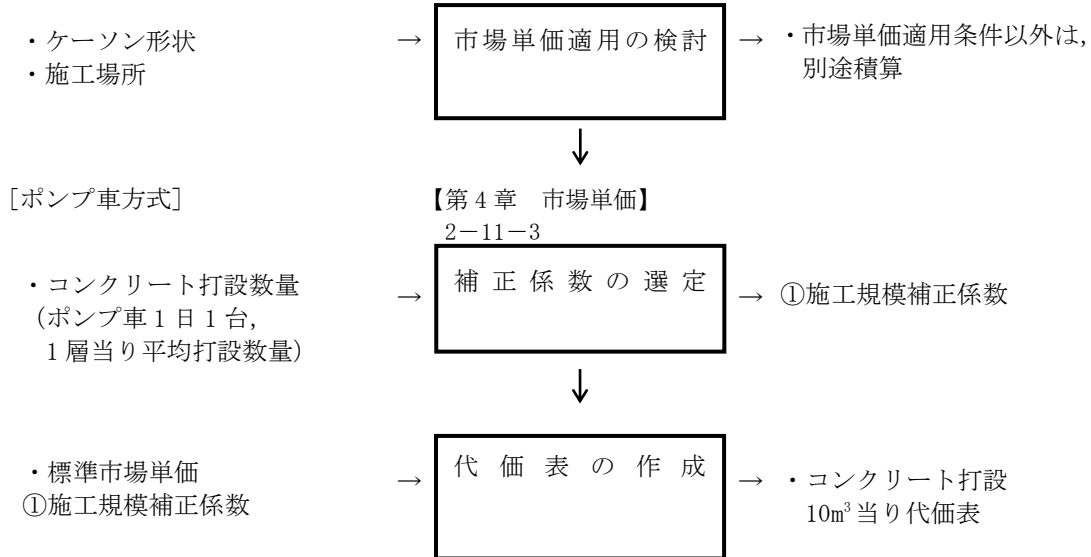 ・ケーソン形状 → 市場単価適用の検討 → ・市場単価適用条件以外は,
・施工場所 別途積算
↓
[ポンプ車方式] 【第4章 市場単価】
2－11－3
・コンクリート打設数量 → 補正係数の選定 → ①施工規模補正係数
(ポンプ車1日1台,
1層当り平均打設数量)
↓
・標準市場単価 → 代価表の作成 → ・コンクリート打設
①施工規模補正係数 10m³当り代価表